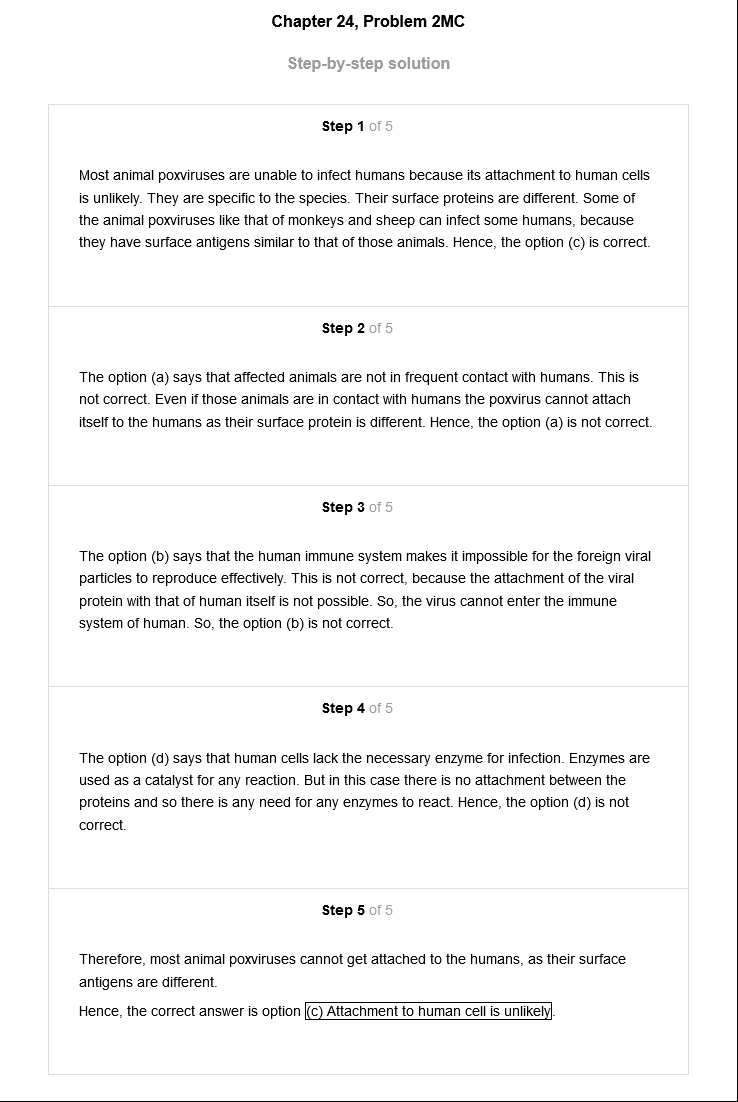 Chapter 24, Problem 2MC
Step-by-step solution
Step 1 of 5
Most animal poxviruses are unable to infect humans because its attachment to human cells
is unlikely. They are specific to the species. Their surface proteins are different. Some of
the animal poxviruses like that of monkeys and sheep can infect some humans, because
they have surface antigens similar to that of those animals. Hence, the option (c) is correct.
Step 2 of 5
The option (a) says that affected animals are not in frequent contact with humans. This is
not correct. Even if those animals are in contact with humans the poxvirus cannot attach
itself to the humans as their surface protein is different. Hence, the option (a) is not correct.
Step 3 of 5
The option (b) says that the human immune system makes it impossible for the foreign viral
particles to reproduce effectively. This is not correct, because the attachment of the viral
protein with that of human itself is not possible. So, the virus cannot enter the immune
system of human. So, the option (b) is not correct.
Step 4 of 5
The option (d) says that human cells lack the necessary enzyme for infection. Enzymes are
used as a catalyst for any reaction. But in this case there is no attachment between the
proteins and so there is any need for any enzymes to react. Hence, the option (d) is not
correct.
Step 5 of 5
Therefore, most animal poxviruses cannot get attached to the humans, as their surface
antigens are different.
Hence, the correct answer is option (c) Attachment to human cell is unlikely.